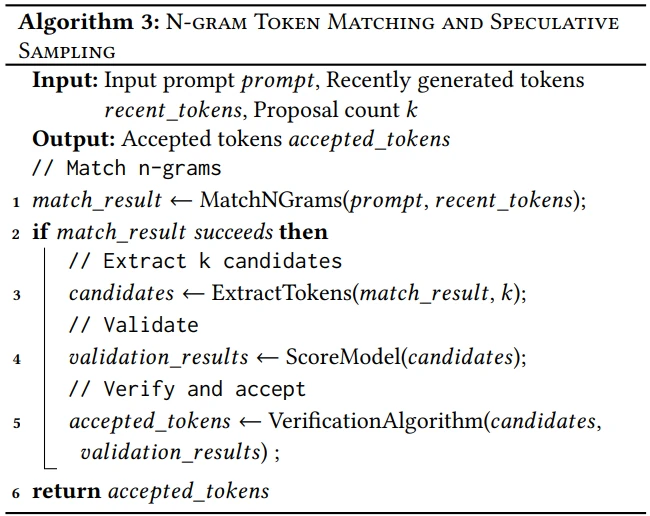 Algorithm 3: N-gram Token Matching and Speculative
Sampling
Input: Input prompt prompt, Recently generated tokens
recent_tokens, Proposal count k
Output: Accepted tokens accepted_tokens
// Match n-grams
1 match_result ← MatchNGrams(prompt, recent_tokens);
2 if match_result succeeds then
// Extract k candidates
3 candidates ← ExtractTokens(match_result, k);
// Validate
4 validation_results ← ScoreModel(candidates);
// Verify and accept
5 accepted_tokens ← VerificationAlgorithm(candidates,
validation_results) ;
6 return accepted_tokens